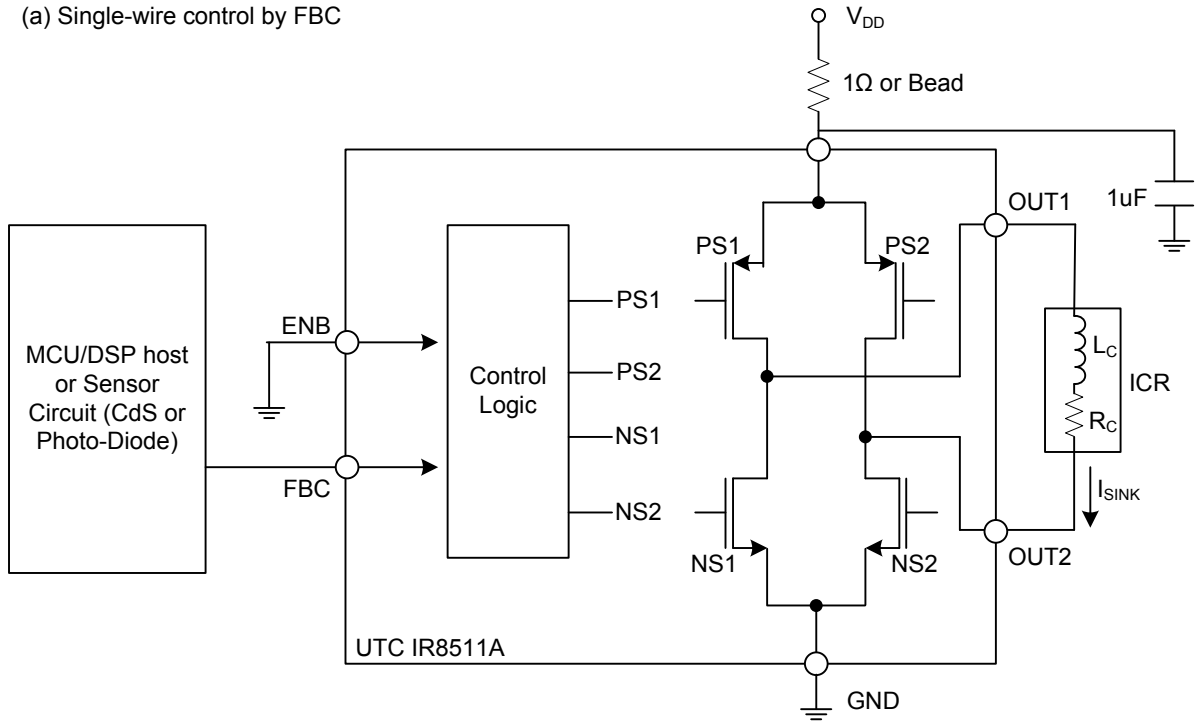 (a) Single-wire control by FBC
VDD
1Ω or Bead
1uF
OUT1
PS1
PS2
ENB
PS1
MCU/DSP host
or Sensor
Circuit (CdS or
Photo-Diode)
Control
Logic
PS2
NS1
NS2
FBC
LC
RC
ICR
ISINK
NS1
NS2
OUT2
UTC IR8511A
GND